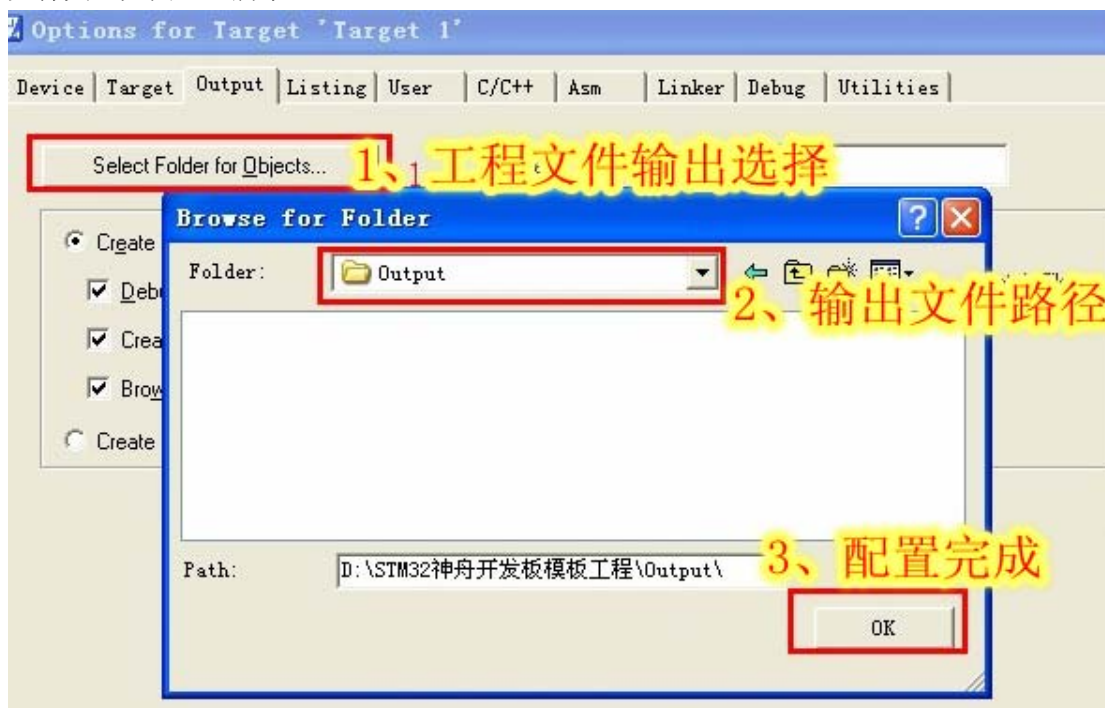 Options for Target 'Target 1'
Device Target Output Listing User C/C++ Asm Linker Debug Utilities
Select Folder for Objects... 1、工程文件输出选择
Browse for Folder
Create
Folder: Output
2、输出文件路径
Create
Path: D:\STM32神舟开发板模板工程\Output\
3、配置完成
OK